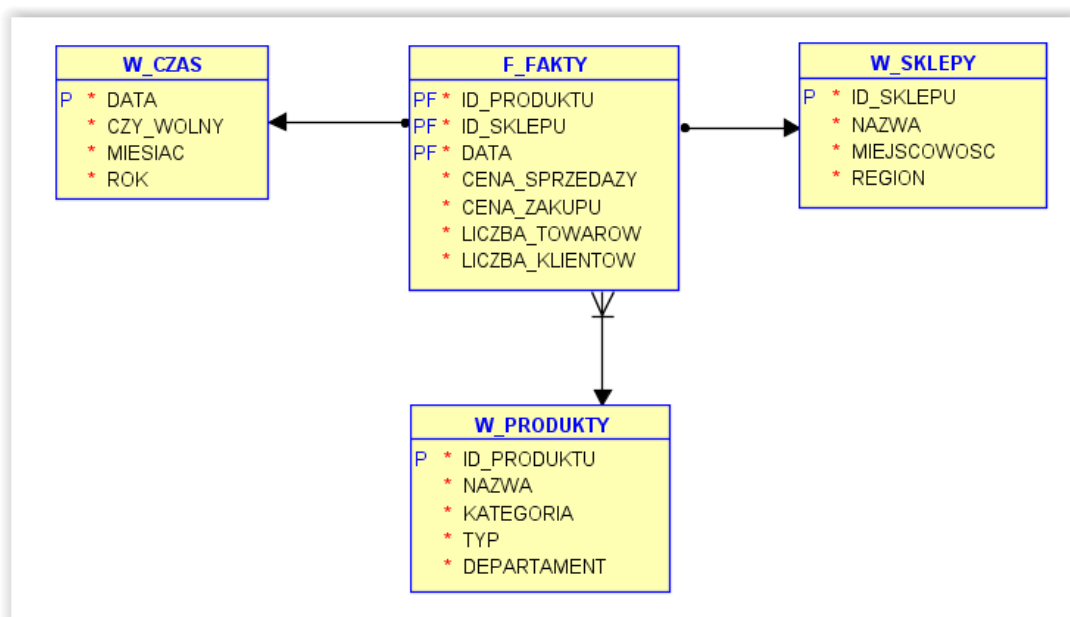 W_CZAS
P * DATA
* CZY_WOLNY
* MIESIAC
* ROK
F_FAKTY
PF * ID_PRODUKTU
PF * ID_SKLEPU
PF * DATA
* CENA_SPRZEDAZY
* CENA_ZAKUPU
* LICZBA_TOWAROW
* LICZBA_KLIENTOW
W_SKLEPY
P * ID_SKLEPU
* NAZWA
* MIEJSCOWOSC
* REGION
W_PRODUKTY
P * ID_PRODUKTU
* NAZWA
* KATEGORIA
* TYP
* DEPARTAMENT